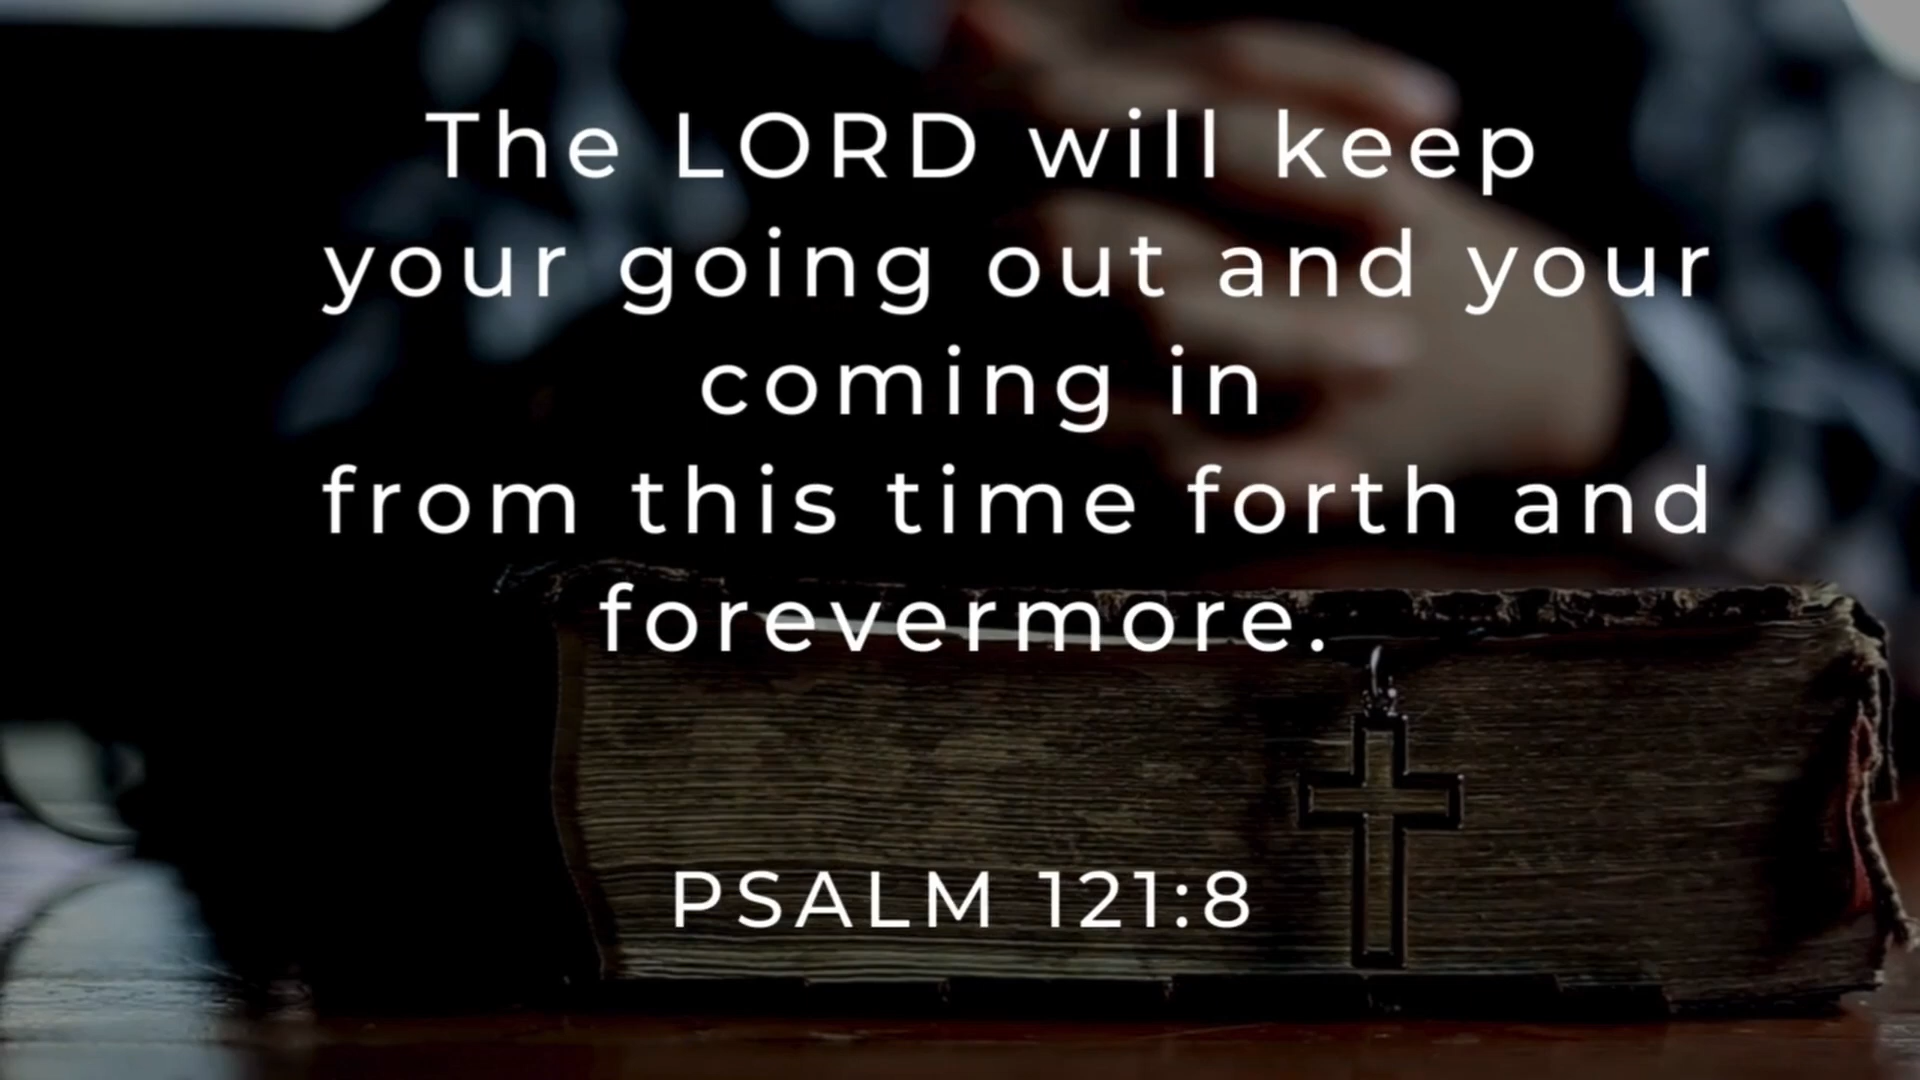 The LORD will keep
your going out and your
coming in
from this time forth and
forevermore.
PSALM 121:8